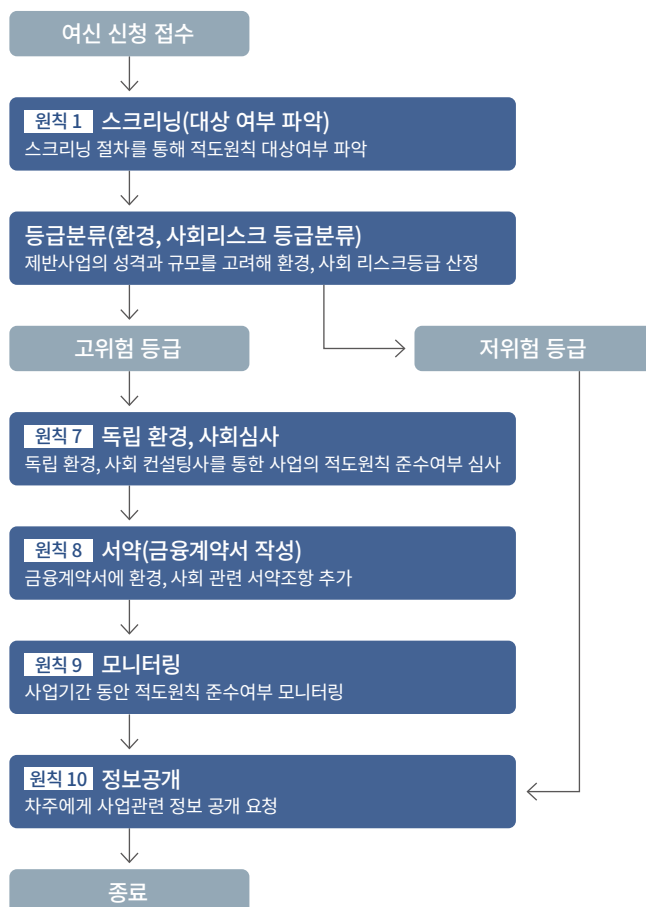 여신 신청 접수
원칙 1 스크리닝(대상 여부 파악)
스크리닝 절차를 통해 적도원칙 대상여부 파악
등급분류(환경, 사회리스크 등급분류)
제반사업의 성격과 규모를 고려해 환경, 사회 리스크등급 산정
고위험 등급
저위험 등급
원칙 7 독립 환경, 사회심사
독립 환경, 사회 컨설팅사를 통한 사업의 적도원칙 준수여부 심사
원칙 8 서약(금융계약서 작성)
금융계약서에 환경, 사회 관련 서약조항 추가
원칙 9 모니터링
사업기간 동안 적도원칙 준수여부 모니터링
원칙 10 정보공개
차주에게 사업관련 정보 공개 요청
종료